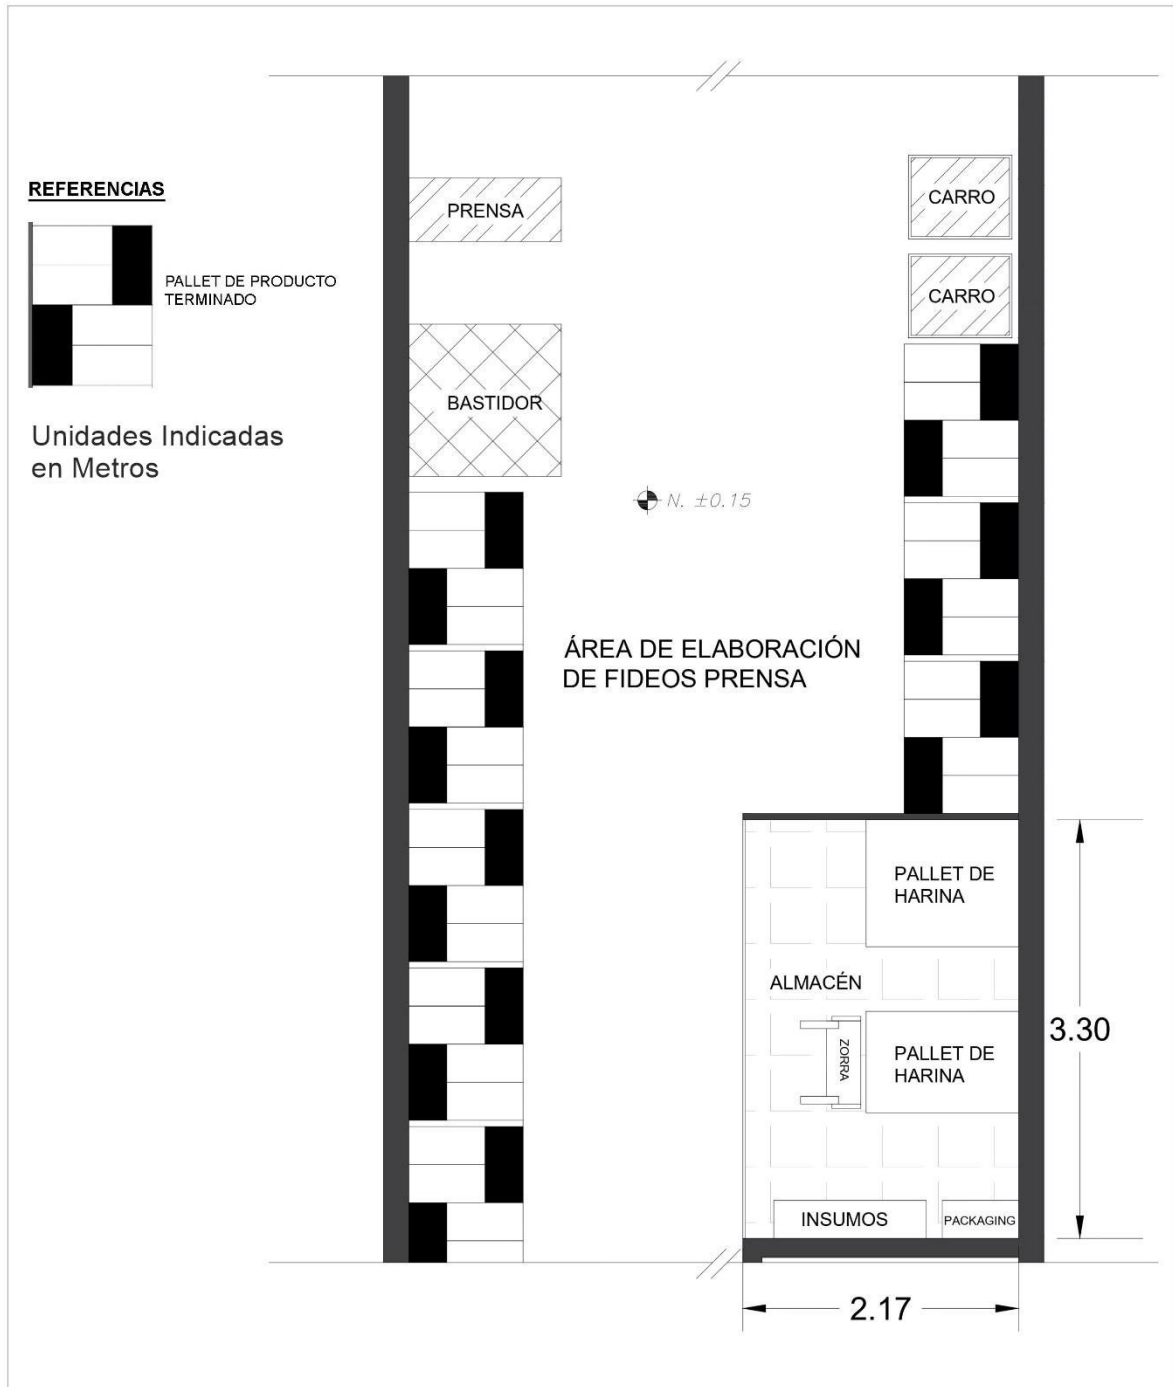 REFERENCIAS
PALLET DE PRODUCTO
TERMINADO
Unidades Indicadas
en Metros
PRENSA
CARRO
CARRO
BASTIDOR
N. ±0.15
ÁREA DE ELABORACIÓN
DE FIDEOS PRENSA
PALLET DE
HARINA
ALMACÉN
ZORRA
PALLET DE
HARINA
3.30
INSUMOS
PACKAGING
2.17